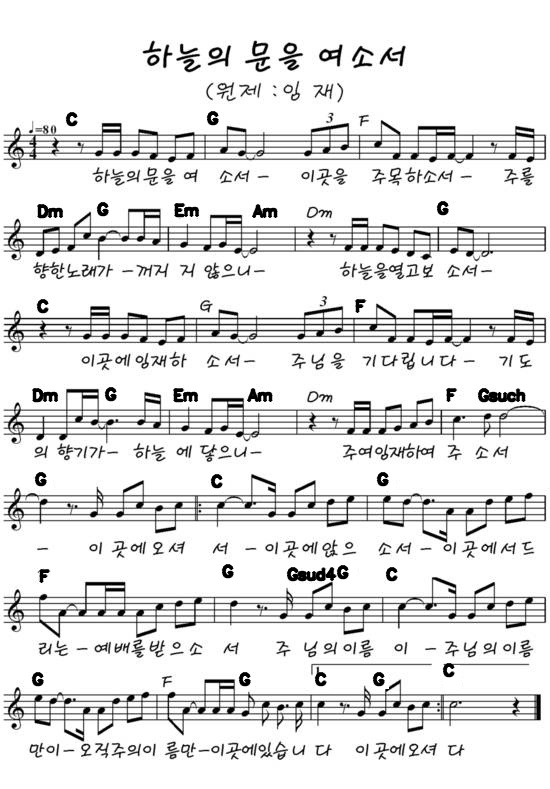 하늘의 문을 여소서
(원제 : 임 재)
♩=80 C G 3 F
4/4
하늘의문을 여 소서- 이곳을 주목하소서- 주를
Dm G Em Am Dm G
향한노래가 -꺼지 지 않으니- 하늘을열고보 소서-
C G 3 F
이곳에임재하 소서- 주님을 기다립니다- 기도
Dm G Em Am Dm F Gsuch
의 향기가- 하늘 에 닿으니- 주여임재하여 주 소서
G C G
- 이 곳에오셔 서- 이곳에앉으 소서-이곳에서드
F G Gsud4 G C
리는-예배를받으소 서 주 님의이름 이-주님의이름
G F G C 1. G C
만이-오직주의이 름만-이곳에있습니 다 이곳에오셔 다